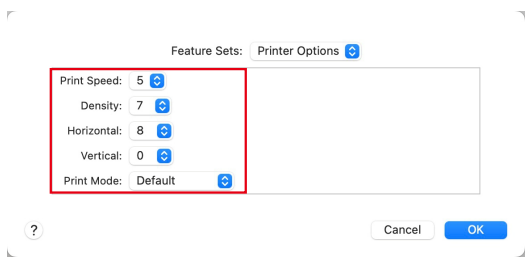 Feature Sets: Printer Options
Print Speed: 5
Density: 7
Horizontal: 8
Vertical: 0
Print Mode: Default
? Cancel OK